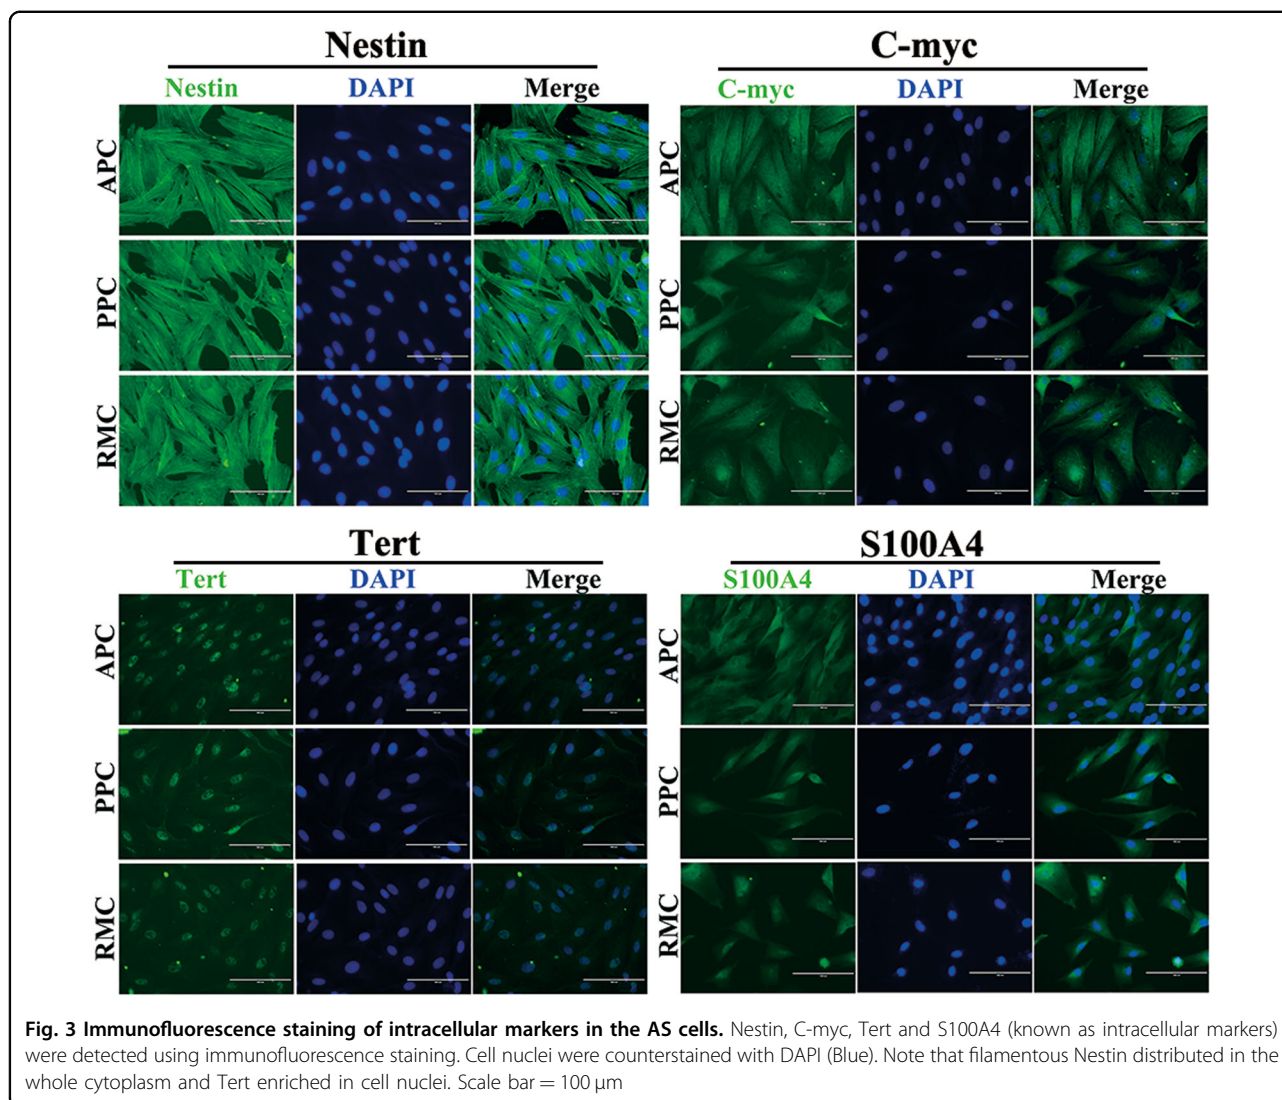 Nestin
Nestin DAPI Merge
APC
PPC
RMC
C-myc
C-myc DAPI Merge
APC
PPC
RMC
Tert
Tert DAPI Merge
APC
PPC
RMC
S100A4
S100A4 DAPI Merge
APC
PPC
RMC
Fig. 3 Immunofluorescence staining of intracellular markers in the AS cells. Nestin, C-myc, Tert and S100A4 (known as intracellular markers)
were detected using immunofluorescence staining. Cell nuclei were counterstained with DAPI (Blue). Note that filamentous Nestin distributed in the
whole cytoplasm and Tert enriched in cell nuclei. Scale bar = 100 μm